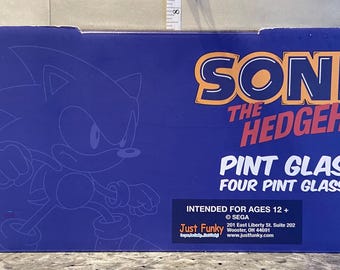 SONI
THE
HEDGEH
PINT GLAS
FOUR PINT GLASS
INTENDED FOR AGES 12 +
© SEGA
Just Funky
201 East Liberty St. Suite 202
Wooster, OH 44691
www.justfunky.com